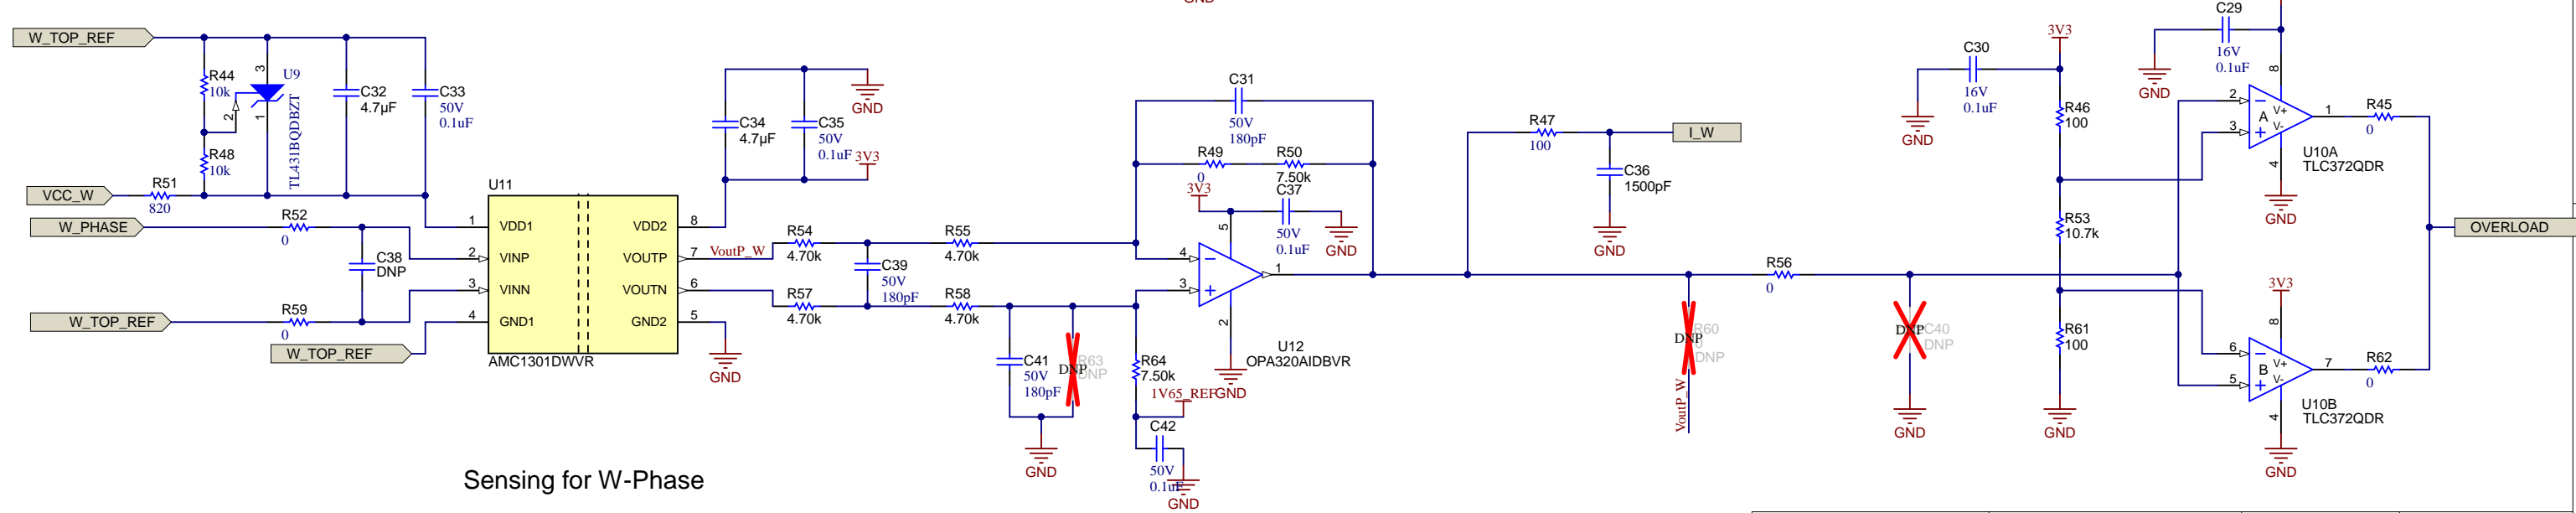 GND
W_TOP_REF
R44
10k
3
U9
2
1
TL431BQDBZT
R48
10k
C32
4.7µF
C33
50V
0.1uF
VCC_W
R51
820
W_PHASE
R52
0
C38
DNP
W_TOP_REF
R59
0
W_TOP_REF
U11
1
VDD1
VDD2
8
2
VINP
VOUTP
7
3
VINN
VOUTN
6
4
GND1
GND2
5
AMC1301DWVR
GND
C34
4.7µF
C35
50V
0.1uF
GND
3V3
VoutP_W
R54
4.70k
R55
4.70k
C39
50V
180pF
R57
4.70k
R58
4.70k
C41
50V
180pF
GND
DNP
R63
DNP
R64
7.50k
1V65_REF
C42
50V
0.1uF
GND
C31
50V
180pF
R49
0
R50
7.50k
3V3
C37
50V
0.1uF
GND
5
4
3
1
2
U12
OPA320AIDBVR
GND
R47
100
I_W
C36
1500pF
GND
DNP
R60
0
DNP
VoutP_W
R56
0
DNP
C40
DNP
GND
C30
16V
0.1uF
GND
3V3
R46
100
R53
10.7k
R61
100
GND
C29
16V
0.1uF
GND
8
2
3
A
V+
V-
1
4
U10A
TLC372QDR
GND
R45
0
OVERLOAD
3V3
8
6
5
B
V+
V-
7
4
U10B
TLC372QDR
GND
R62
0
Sensing for W-Phase